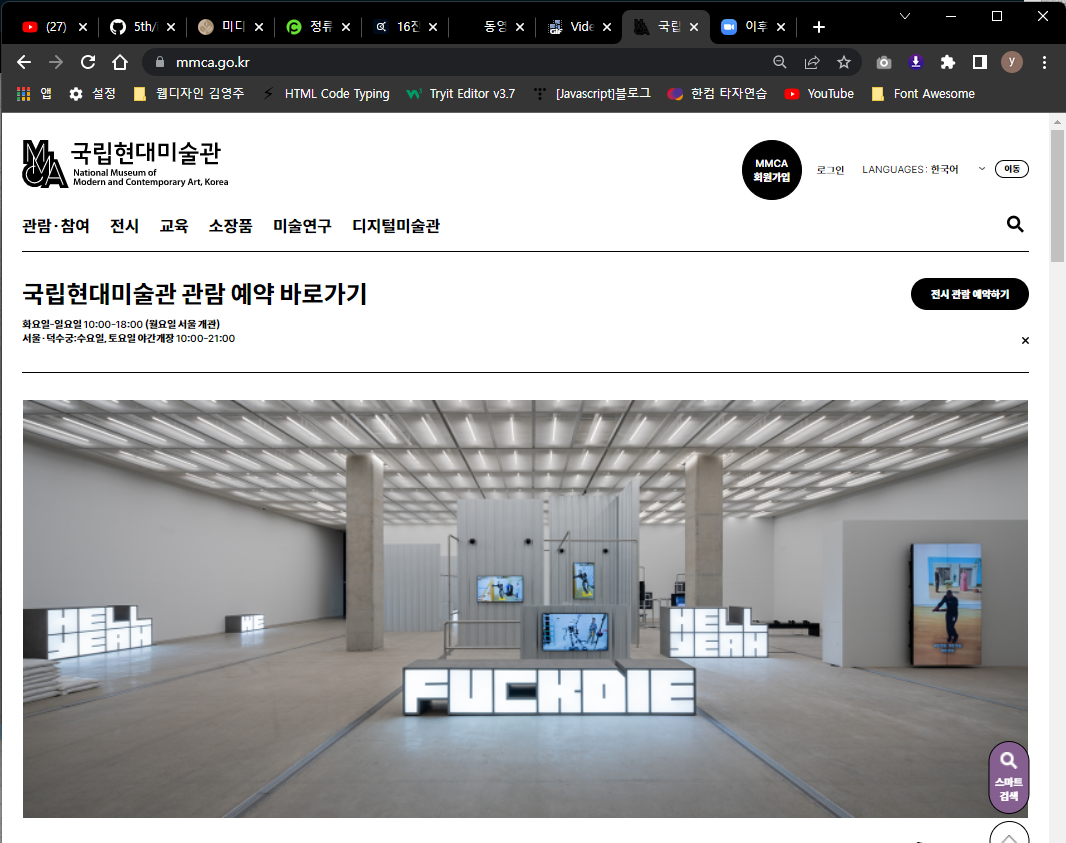 (27)
5th/
미디
정튜
16진
동영
Vide
국립
이후
mmca.go.kr
y
앱
설정
웹디자인 김영주
HTML Code Typing
Tryit Editor v3.7
[Javascript]블로그
한컴 타자연습
YouTube
Font Awesome
MMCA
국립현대미술관
National Museum of
Modern and Contemporary Art, Korea
MMCA
회원가입
로그인
LANGUAGES : 한국어
이동
관람·참여 전시 교육 소장품 미술연구 디지털미술관
국립현대미술관 관람 예약 바로가기
전시 관람 예약하기
화요일-일요일 10:00-18:00 (월요일 서울 개관)
서울·덕수궁:수요일, 토요일 야간개장 10:00-21:00
HELL
YEAH
WE
HELL
YEAH
FUCKDIE
스마트
검색